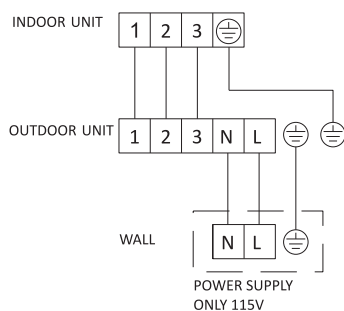 INDOOR UNIT
1 2 3
OUTDOOR UNIT
1 2 3 N L
WALL
N L
POWER SUPPLY
ONLY 115V